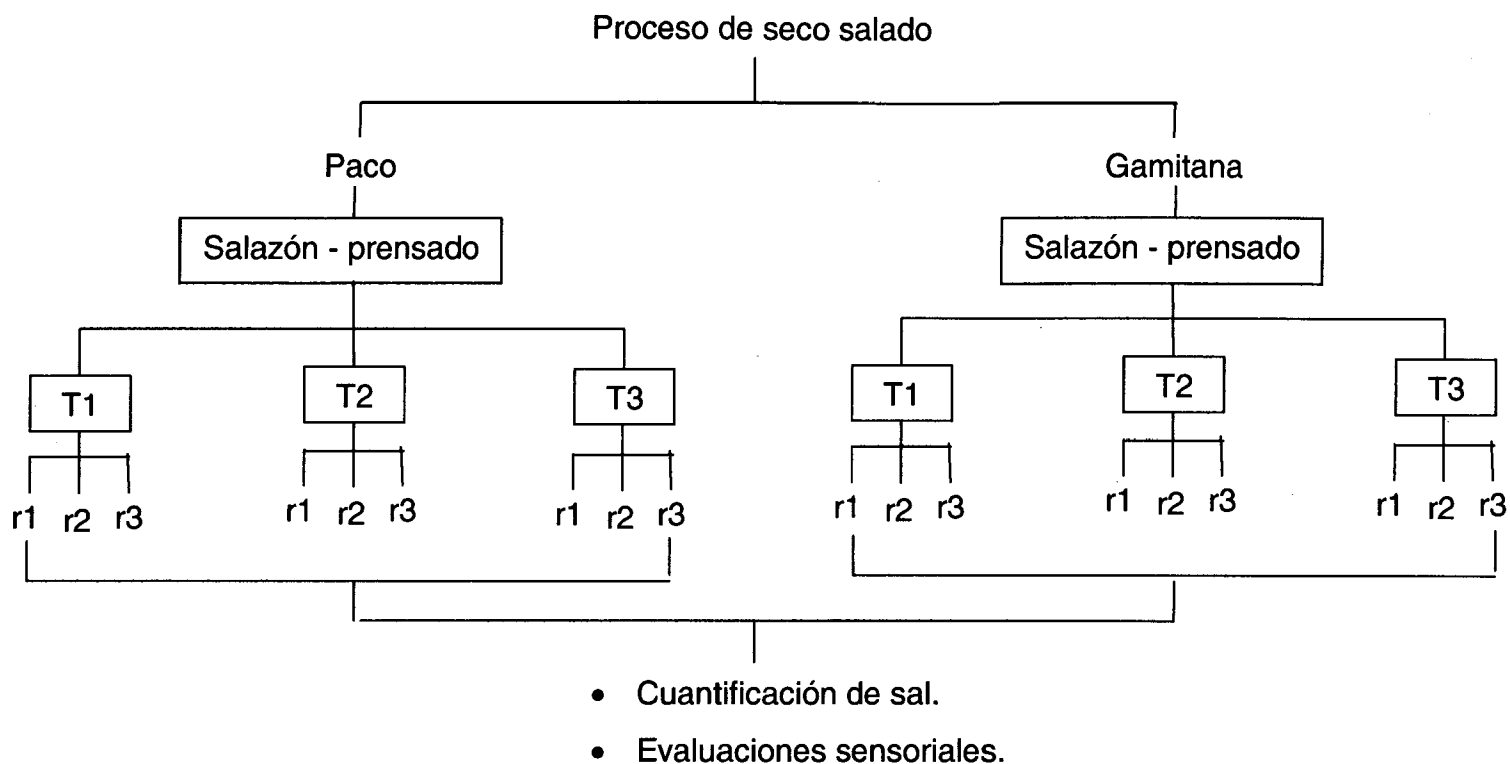 Proceso de seco salado
Paco Gamitana
Salazón - prensado Salazón - prensado
T1 T2 T3 T1 T2 T3
r1 r2 r3 r1 r2 r3 r1 r2 r3 r1 r2 r3 r1 r2 r3 r1 r2 r3
• Cuantificación de sal.
• Evaluaciones sensoriales.